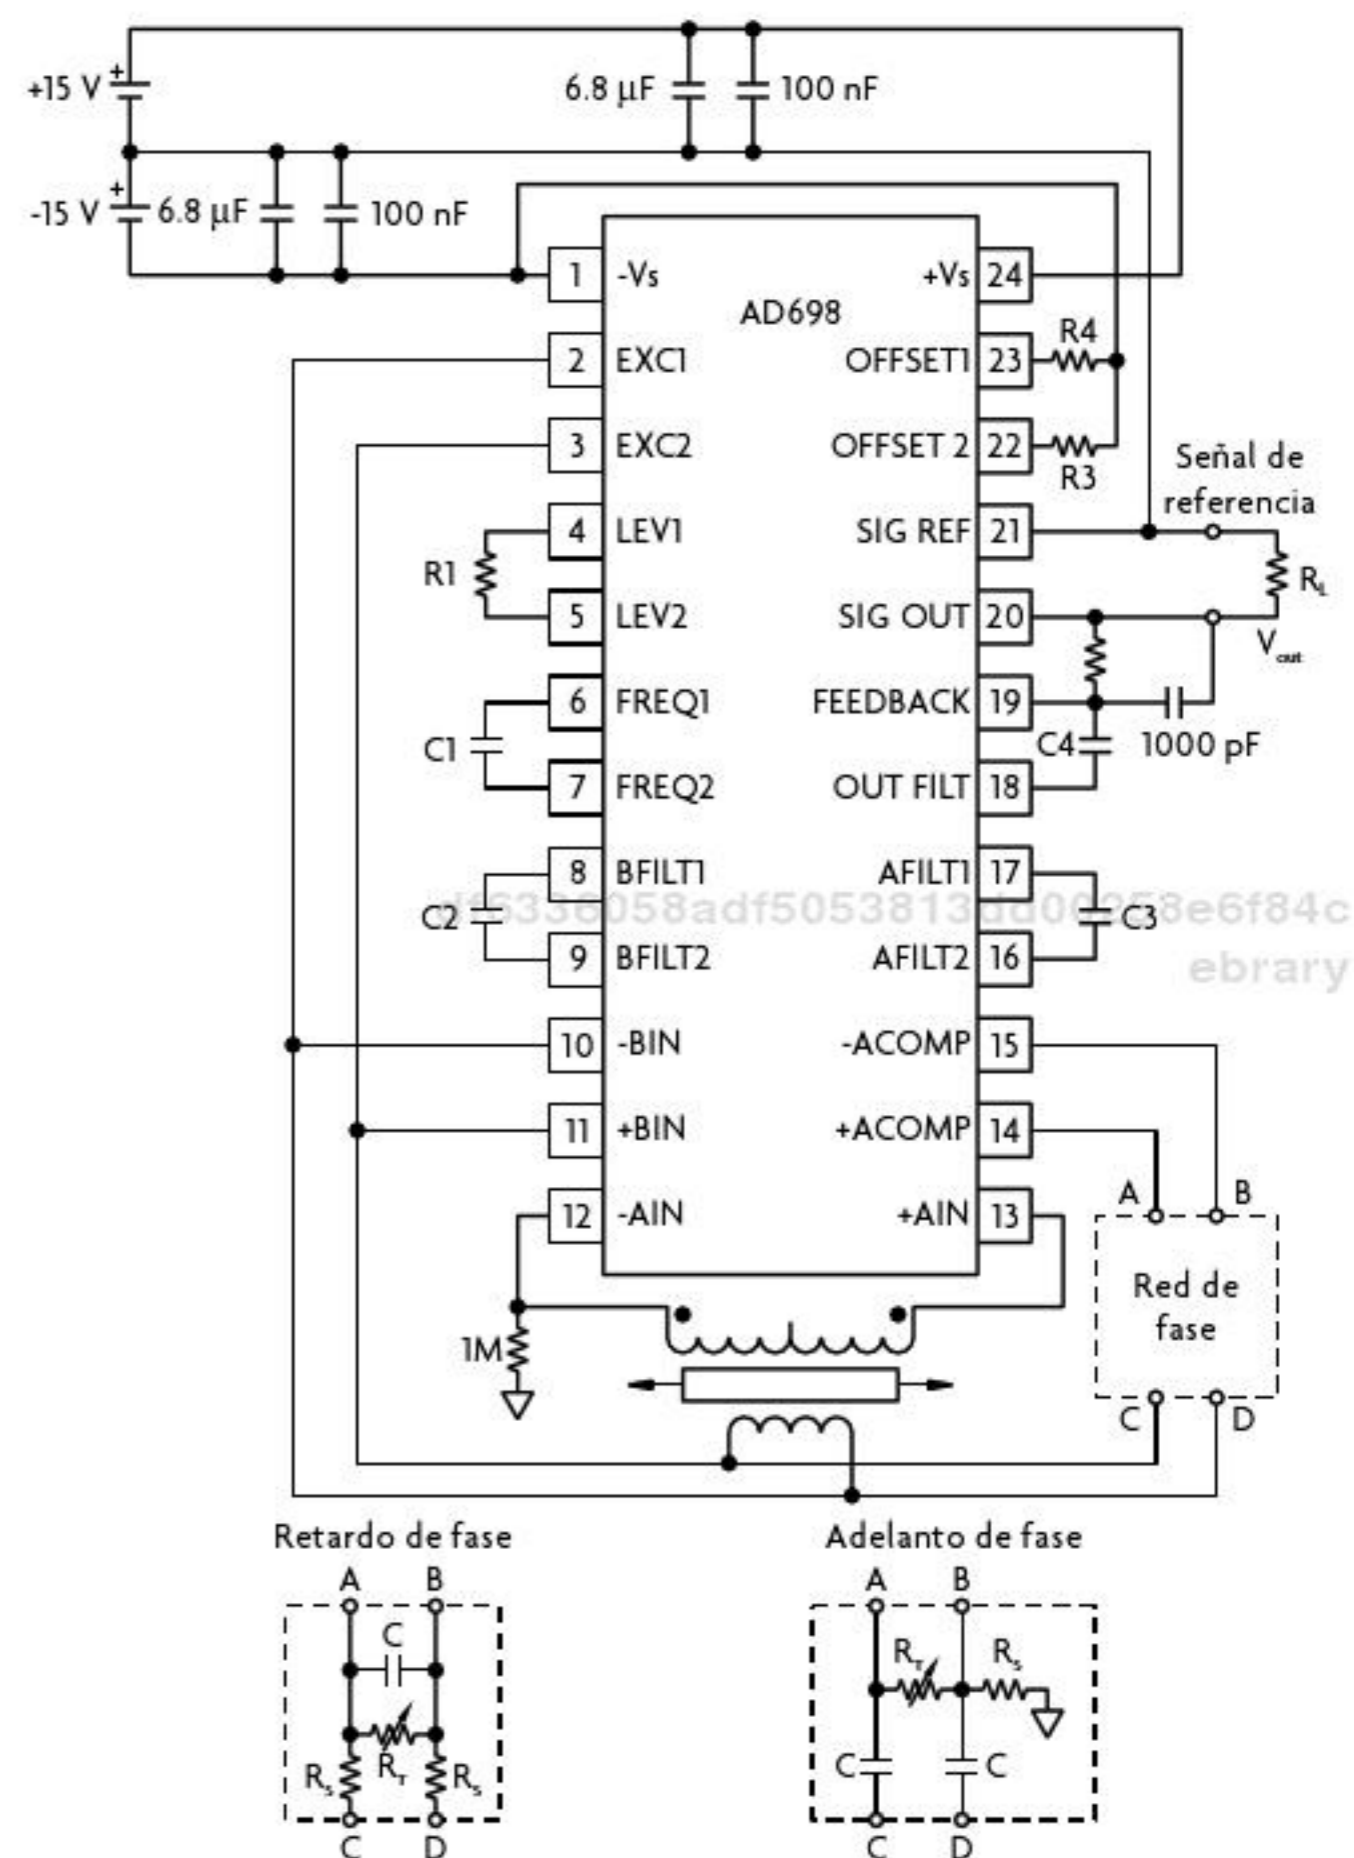 +15 V
+
6.8 µF
100 nF
-15 V
+
6.8 µF
100 nF
AD698
1
-Vs
+Vs
24
2
EXC1
OFFSET1
23
R4
3
EXC2
OFFSET 2
22
R3
Señal de
referencia
4
LEV1
SIG REF
21
R1
RL
5
LEV2
SIG OUT
20
Vout
6
FREQ1
FEEDBACK
19
C1
C4
1000 pF
7
FREQ2
OUT FILT
18
8
BFILT1
AFILT1
17
C2
C3
df6336058adf5053813dd00258e6f84c
ebrary
9
BFILT2
AFILT2
16
10
-BIN
-ACOMP
15
11
+BIN
+ACOMP
14
12
-AIN
+AIN
13
A
B
Red de
fase
1M
C
D
Retardo de fase
A
B
C
RT
Rs
Rs
C
D
Adelanto de fase
A
B
RT
Rs
C
C
C
D